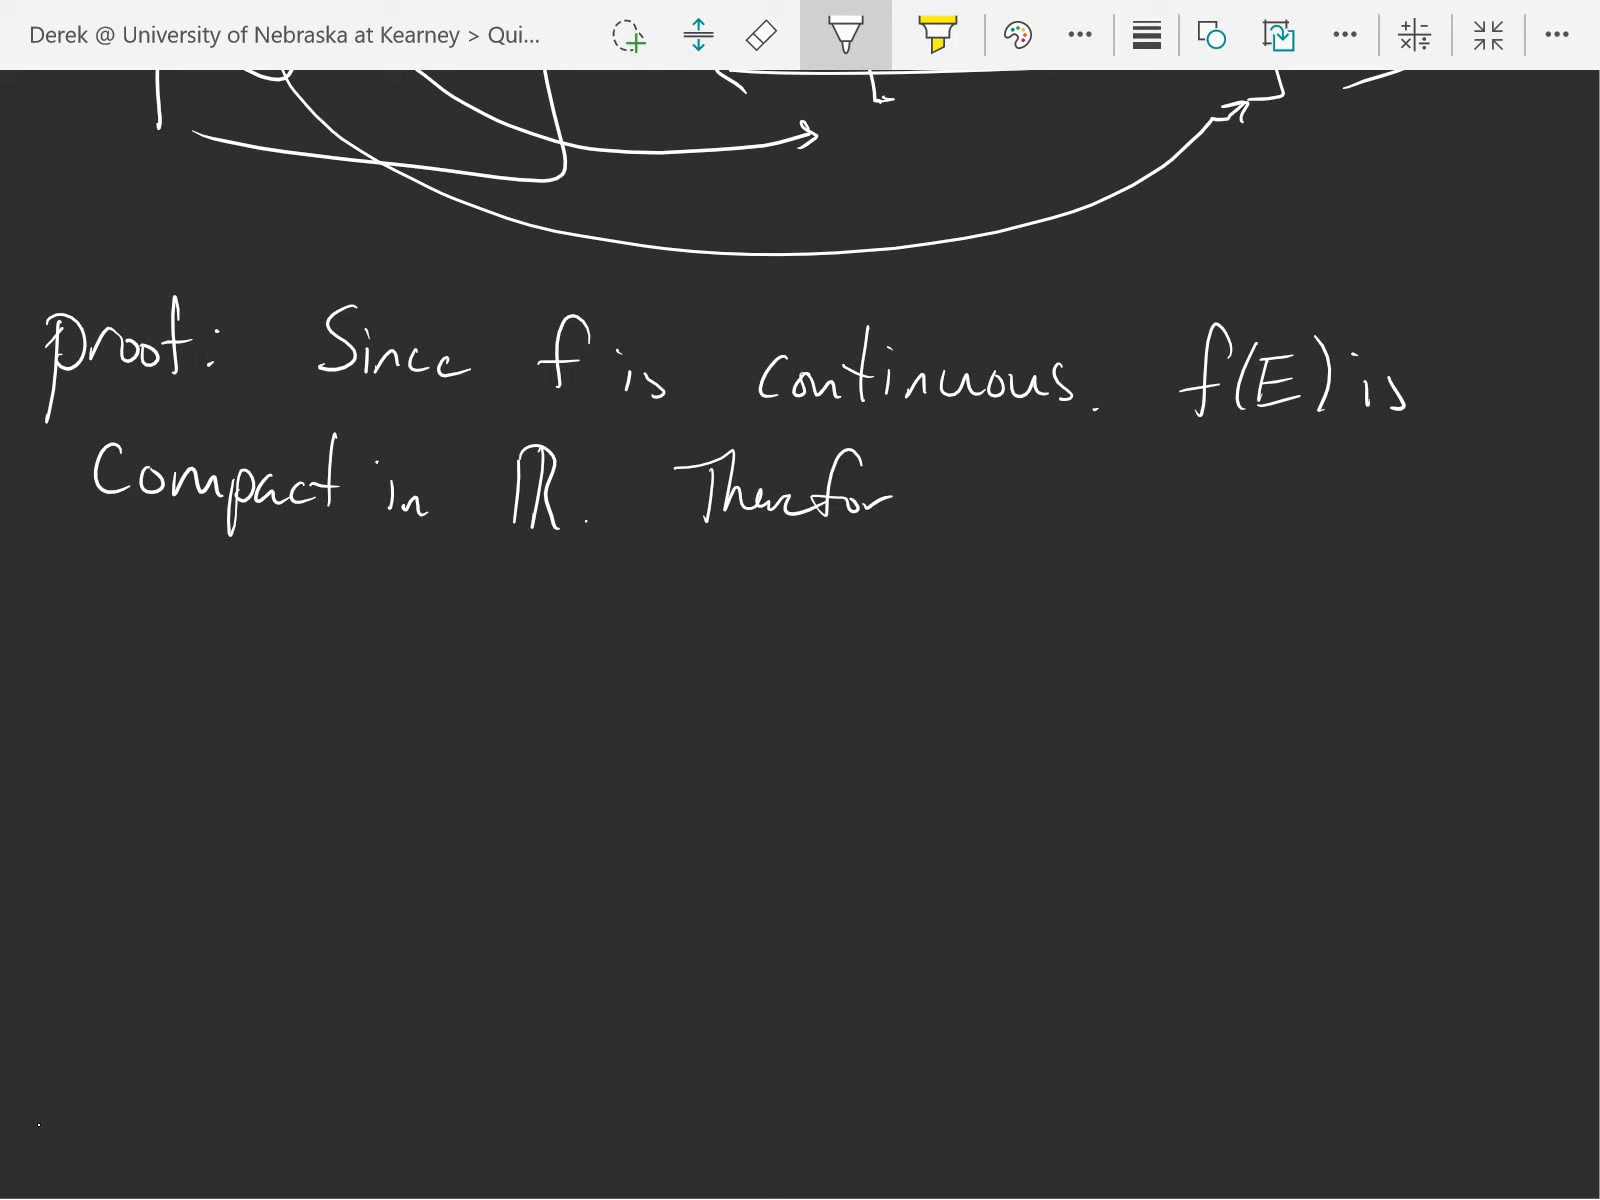 Derek @ University of Nebraska at Kearney > Qui...
proof: Since f is continuous. f(E) is
Compact in ℝ. Therefor